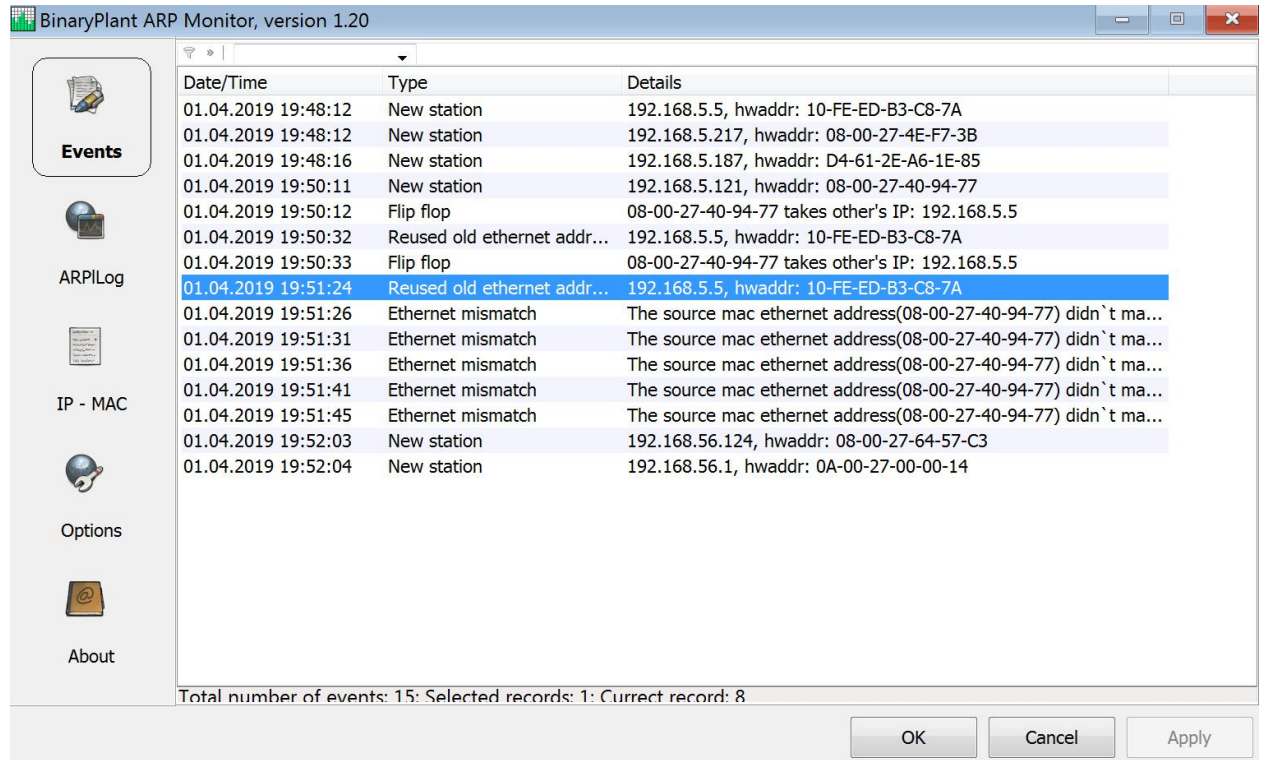 BinaryPlant ARP Monitor, version 1.20
Date/Time Type Details
01.04.2019 19:48:12 New station 192.168.5.5, hwaddr: 10-FE-ED-B3-C8-7A
01.04.2019 19:48:12 New station 192.168.5.217, hwaddr: 08-00-27-4E-F7-3B
01.04.2019 19:48:16 New station 192.168.5.187, hwaddr: D4-61-2E-A6-1E-85
01.04.2019 19:50:11 New station 192.168.5.121, hwaddr: 08-00-27-40-94-77
01.04.2019 19:50:12 Flip flop 08-00-27-40-94-77 takes other's IP: 192.168.5.5
01.04.2019 19:50:32 Reused old ethernet addr... 192.168.5.5, hwaddr: 10-FE-ED-B3-C8-7A
01.04.2019 19:50:33 Flip flop 08-00-27-40-94-77 takes other's IP: 192.168.5.5
01.04.2019 19:51:24 Reused old ethernet addr... 192.168.5.5, hwaddr: 10-FE-ED-B3-C8-7A
01.04.2019 19:51:26 Ethernet mismatch The source mac ethernet address(08-00-27-40-94-77) didn`t ma...
01.04.2019 19:51:31 Ethernet mismatch The source mac ethernet address(08-00-27-40-94-77) didn`t ma...
01.04.2019 19:51:36 Ethernet mismatch The source mac ethernet address(08-00-27-40-94-77) didn`t ma...
01.04.2019 19:51:41 Ethernet mismatch The source mac ethernet address(08-00-27-40-94-77) didn`t ma...
01.04.2019 19:51:45 Ethernet mismatch The source mac ethernet address(08-00-27-40-94-77) didn`t ma...
01.04.2019 19:52:03 New station 192.168.56.124, hwaddr: 08-00-27-64-57-C3
01.04.2019 19:52:04 New station 192.168.56.1, hwaddr: 0A-00-27-00-00-14
Events
ARPlLog
IP - MAC
Options
About
Total number of events: 15: Selected records: 1: Currect record: 8
OK Cancel Apply